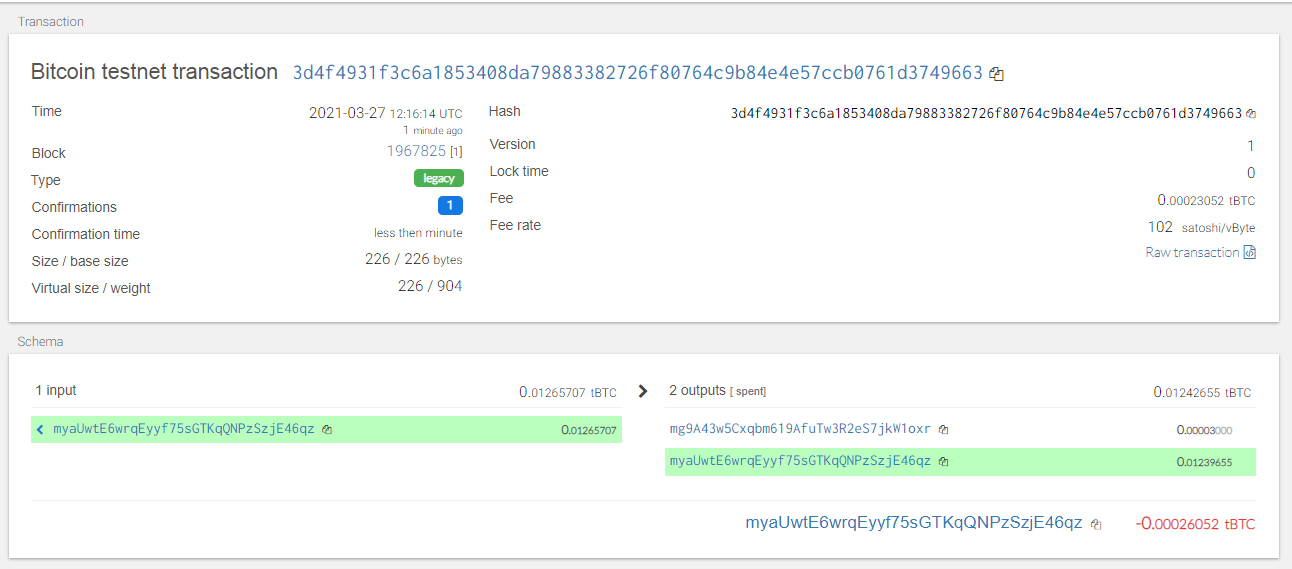 Transaction
Bitcoin testnet transaction 3d4f4931f3c6a1853408da79883382726f80764c9b84e4e57ccb0761d3749663
Time 2021-03-27 12:16:14 UTC
1 minute ago
Block 1967825 [1]
Type legacy
Confirmations 1
Confirmation time less then minute
Size / base size 226 / 226 bytes
Virtual size / weight 226 / 904
Hash 3d4f4931f3c6a1853408da79883382726f80764c9b84e4e57ccb0761d3749663
Version 1
Lock time 0
Fee 0.00023052 tBTC
Fee rate 102 satoshi/vByte
Raw transaction
Schema
1 input 0.01265707 tBTC
myaUwtE6wrqEyyf75sGTKqQNPzSzjE46qz 0.01265707
2 outputs [ spent] 0.01242655 tBTC
mg9A43w5Cxqbm619AfuTw3R2eS7jkW1oxr 0.00003000
myaUwtE6wrqEyyf75sGTKqQNPzSzjE46qz 0.01239655
myaUwtE6wrqEyyf75sGTKqQNPzSzjE46qz -0.00026052 tBTC